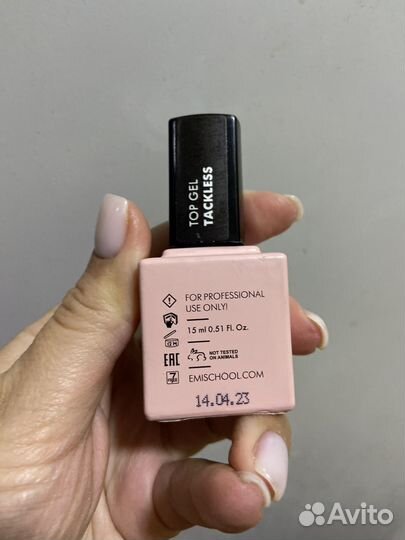 TOP GEL
TACKLESS
FOR PROFESSIONAL
USE ONLY!
15 ml 0.51 Fl. Oz.
NOT TESTED
ON ANIMALS
EAC
EMISCHOOL.COM
7
14.04.23
Avito